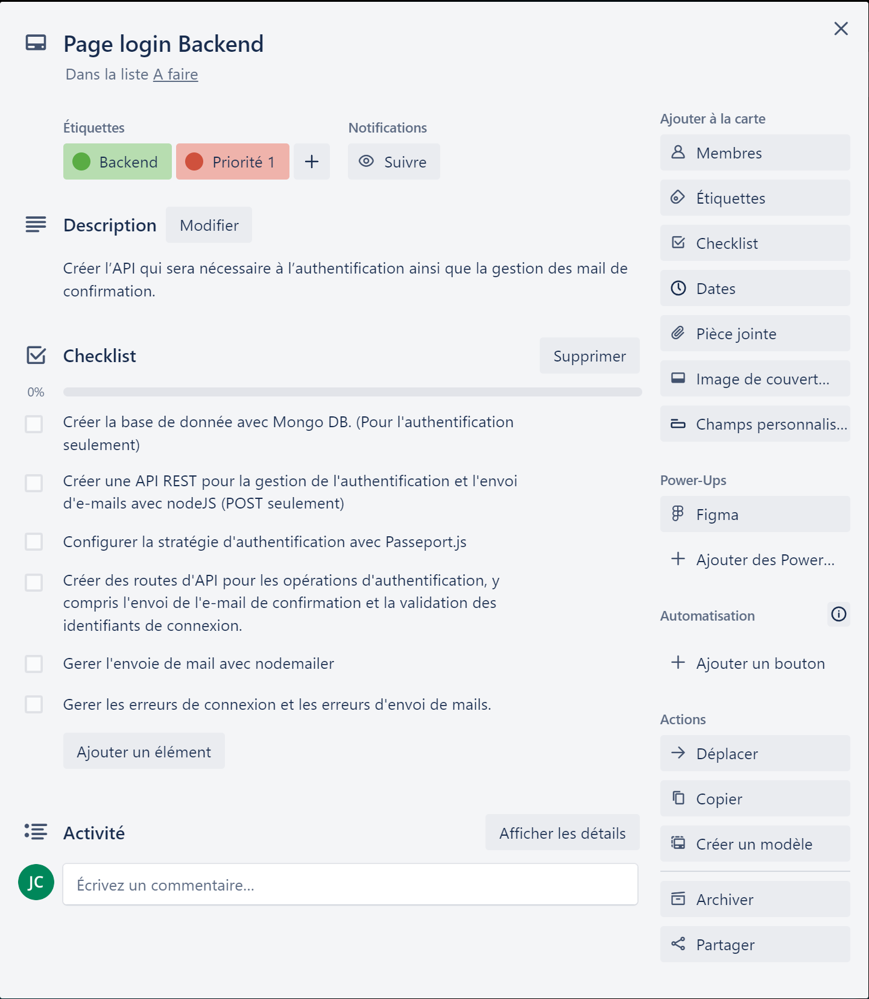 Page login Backend
Dans la liste A faire
Étiquettes
Backend
Priorité 1
Notifications
Suivre
Description
Modifier
Créer l’API qui sera nécessaire à l’authentification ainsi que la gestion des mail de
confirmation.
Checklist
Supprimer
0%
Créer la base de donnée avec Mongo DB. (Pour l'authentification
seulement)
Créer une API REST pour la gestion de l'authentification et l'envoi
d'e-mails avec nodeJS (POST seulement)
Configurer la stratégie d'authentification avec Passeport.js
Créer des routes d'API pour les opérations d'authentification, y
compris l'envoi de l'e-mail de confirmation et la validation des
identifiants de connexion.
Gerer l'envoie de mail avec nodemailer
Gerer les erreurs de connexion et les erreurs d'envoi de mails.
Ajouter un élément
Activité
Afficher les détails
JC
Écrivez un commentaire…
Ajouter à la carte
Membres
Étiquettes
Checklist
Dates
Pièce jointe
Image de couvert…
Champs personnalis…
Power-Ups
Figma
Ajouter des Power…
Automatisation
Ajouter un bouton
Actions
Déplacer
Copier
Créer un modèle
Archiver
Partager